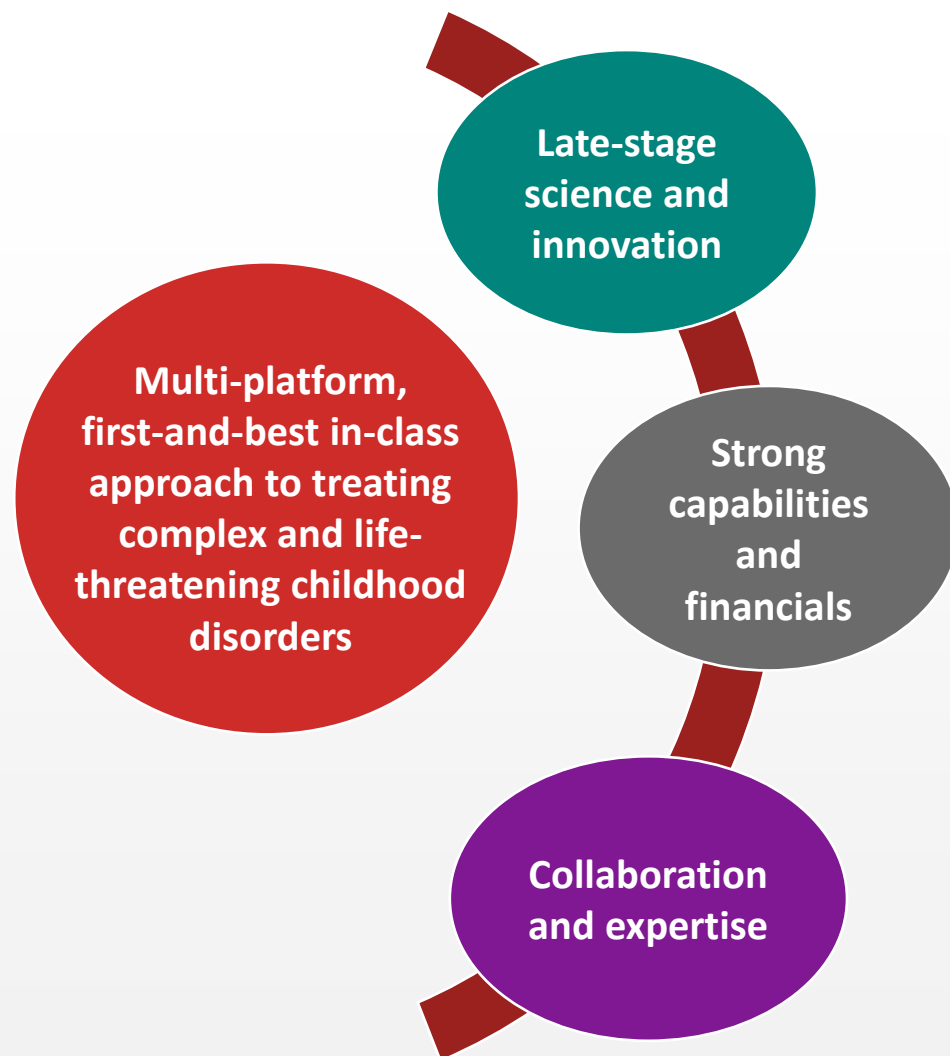 Late-stage
science and
innovation
Multi-platform,
first-and-best in-class
approach to treating
complex and life-
threatening childhood
disorders
Strong
capabilities
and
financials
Collaboration
and expertise